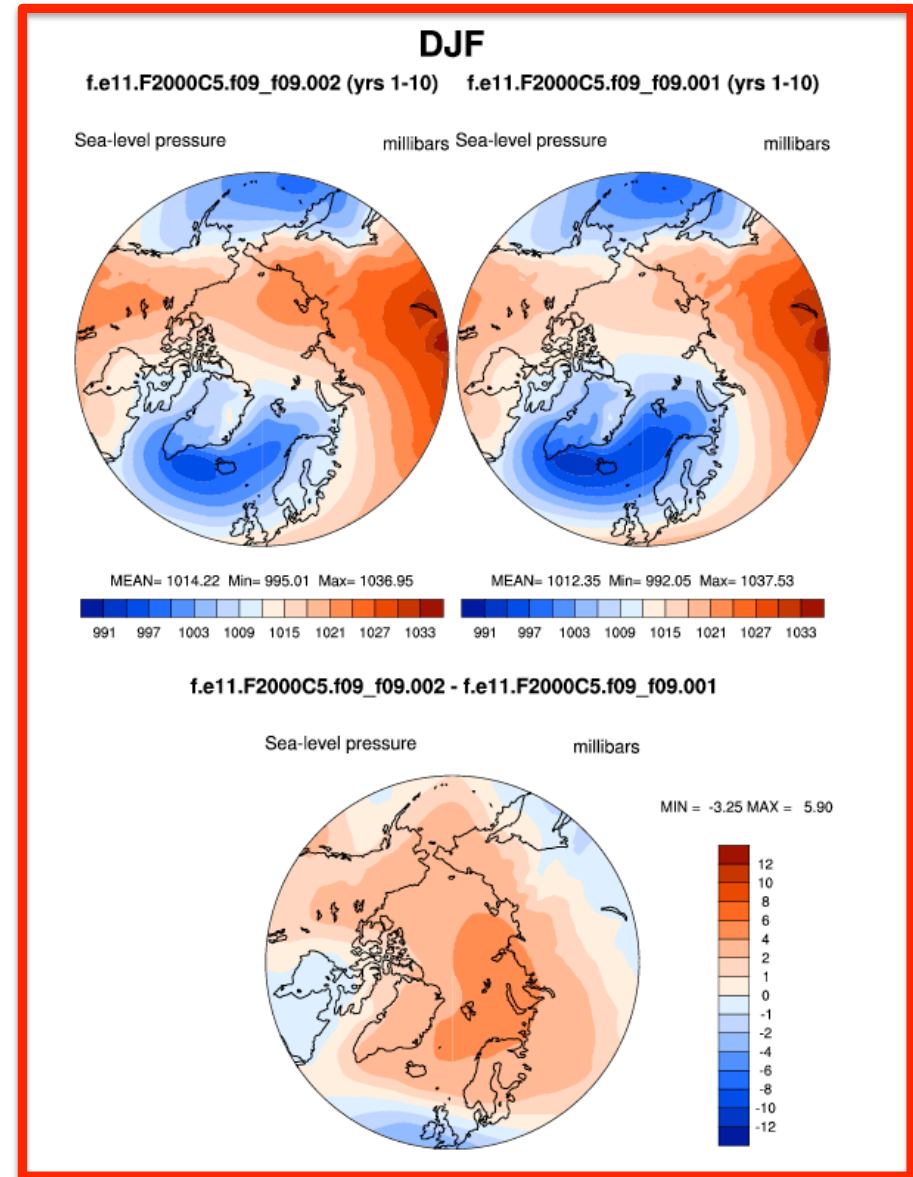 DJF
f.e11.F2000C5.f09_f09.002 (yrs 1-10) f.e11.F2000C5.f09_f09.001 (yrs 1-10)
Sea-level pressure millibars Sea-level pressure millibars
MEAN= 1014.22 Min= 995.01 Max= 1036.95 MEAN= 1012.35 Min= 992.05 Max= 1037.53
991 997 1003 1009 1015 1021 1027 1033 991 997 1003 1009 1015 1021 1027 1033
f.e11.F2000C5.f09_f09.002 - f.e11.F2000C5.f09_f09.001
Sea-level pressure millibars
MIN = -3.25 MAX = 5.90
12
10
8
6
4
2
1
0
-1
-2
-4
-6
-8
-10
-12